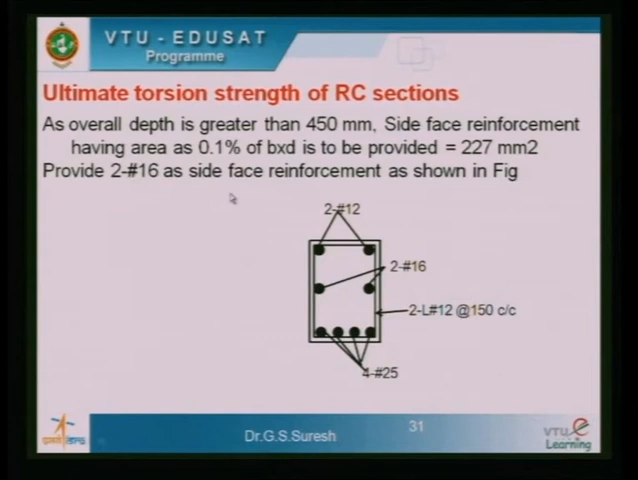 VTU - EDUSAT
Programme
Ultimate torsion strength of RC sections
As overall depth is greater than 450 mm, Side face reinforcement
having area as 0.1% of bxd is to be provided = 227 mm2
Provide 2-#16 as side face reinforcement as shown in Fig
2-#12
2-#16
2-L#12 @150 c/c
4-#25
Dr.G.S.Suresh
31
VTU
Learning